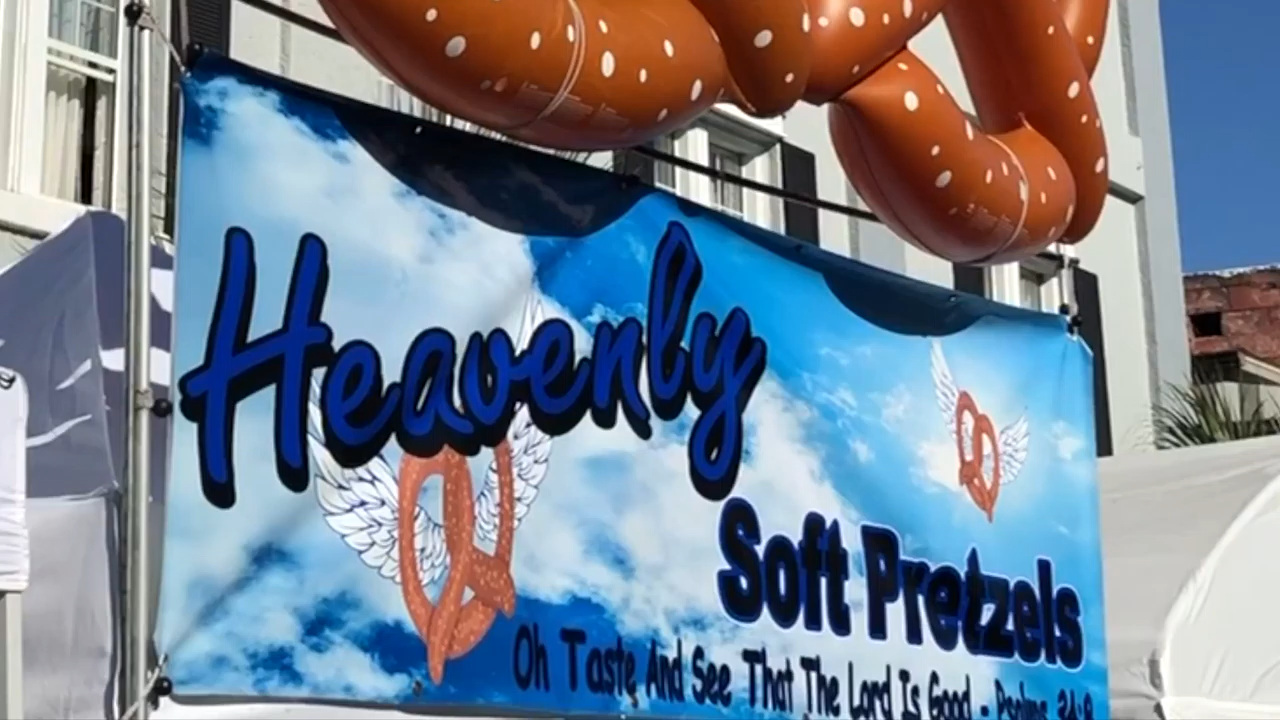 Heavenly
Soft Pretzels
Oh Taste And See That The Lord Is Good - Psalms